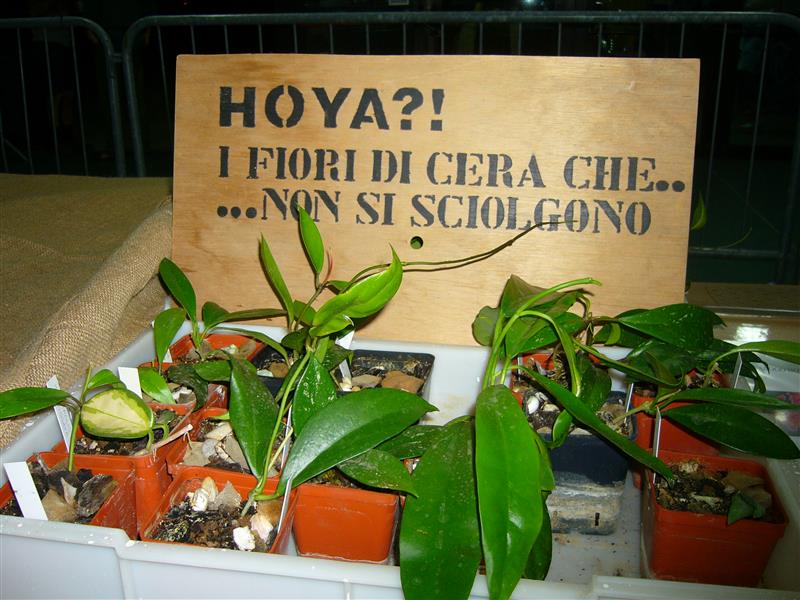 HOYA?!
I FIORI DI CERA CHE..
...NON SI SCIOLGONO